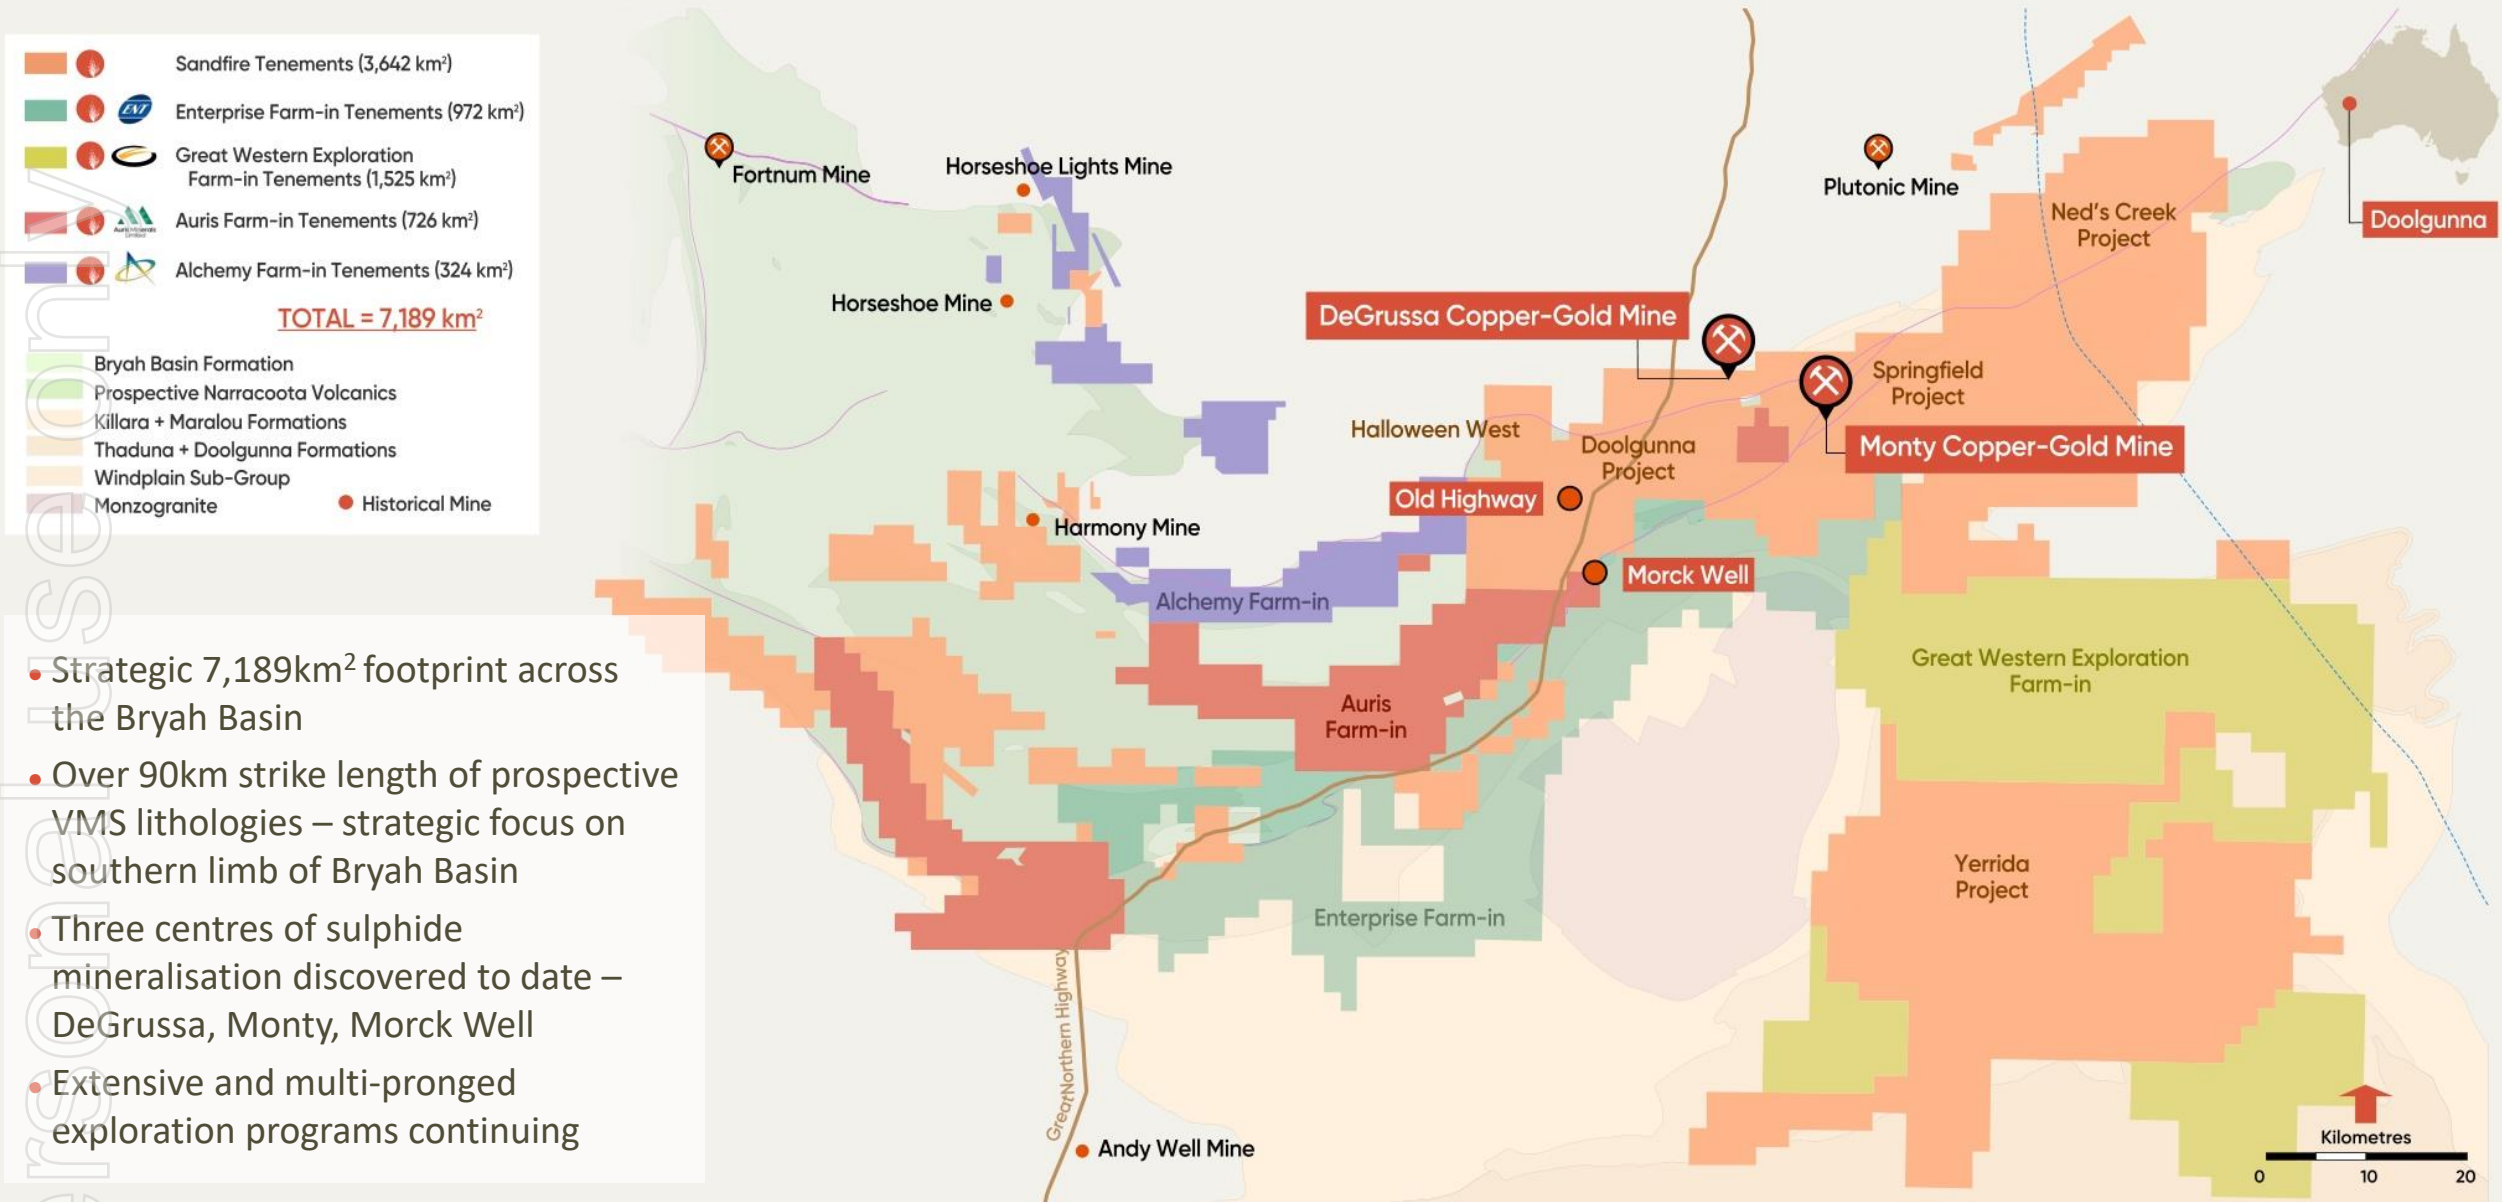 Sandfire Tenements (3,642 km²)
ENT
Enterprise Farm-in Tenements (972 km²)
Great Western Exploration
Farm-in Tenements (1,525 km²)
Auris Minerals
Limited
Auris Farm-in Tenements (726 km²)
Alchemy Farm-in Tenements (324 km²)
TOTAL = 7,189 km²
Bryah Basin Formation
Prospective Narracoota Volcanics
Killara + Maralou Formations
Thaduna + Doolgunna Formations
Windplain Sub-Group
Monzogranite
Historical Mine
• Strategic 7,189km² footprint across
the Bryah Basin
• Over 90km strike length of prospective
VMS lithologies – strategic focus on
southern limb of Bryah Basin
• Three centres of sulphide
mineralisation discovered to date –
DeGrussa, Monty, Morck Well
• Extensive and multi-pronged
exploration programs continuing
Fortnum Mine
Horseshoe Lights Mine
Horseshoe Mine
Plutonic Mine
Ned's Creek
Project
Doolgunna
DeGrussa Copper-Gold Mine
Springfield
Project
Monty Copper-Gold Mine
Halloween West
Doolgunna
Project
Old Highway
Harmony Mine
Morck Well
Alchemy Farm-in
Great Western Exploration
Farm-in
Auris
Farm-in
Yerrida
Project
Enterprise Farm-in
Great Northern Highway
Andy Well Mine
Kilometres
0 10 20
ersonal use only